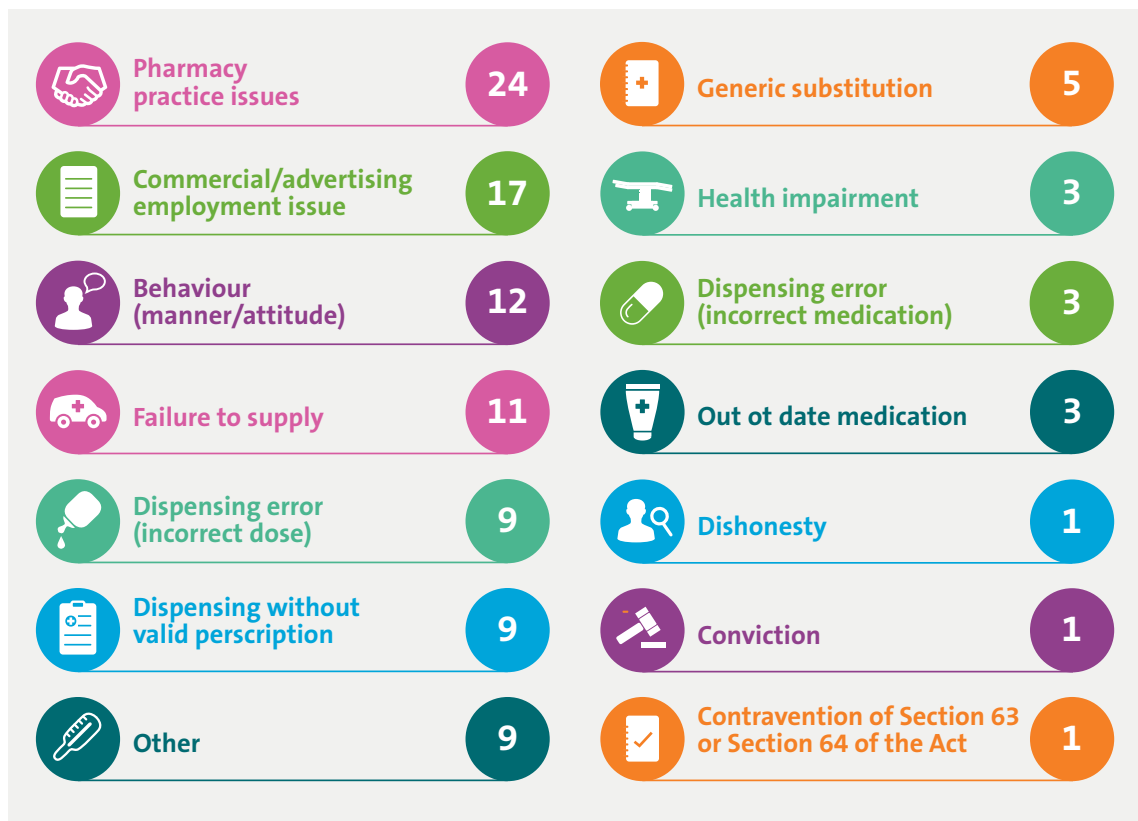 Pharmacy
practice issues
24
Commercial/advertising
employment issue
17
Behaviour
(manner/attitude)
12
Failure to supply
11
Dispensing error
(incorrect dose)
9
Dispensing without
valid perscription
9
Other
9
Generic substitution
5
Health impairment
3
Dispensing error
(incorrect medication)
3
Out ot date medication
3
Dishonesty
1
Conviction
1
Contravention of Section 63
or Section 64 of the Act
1